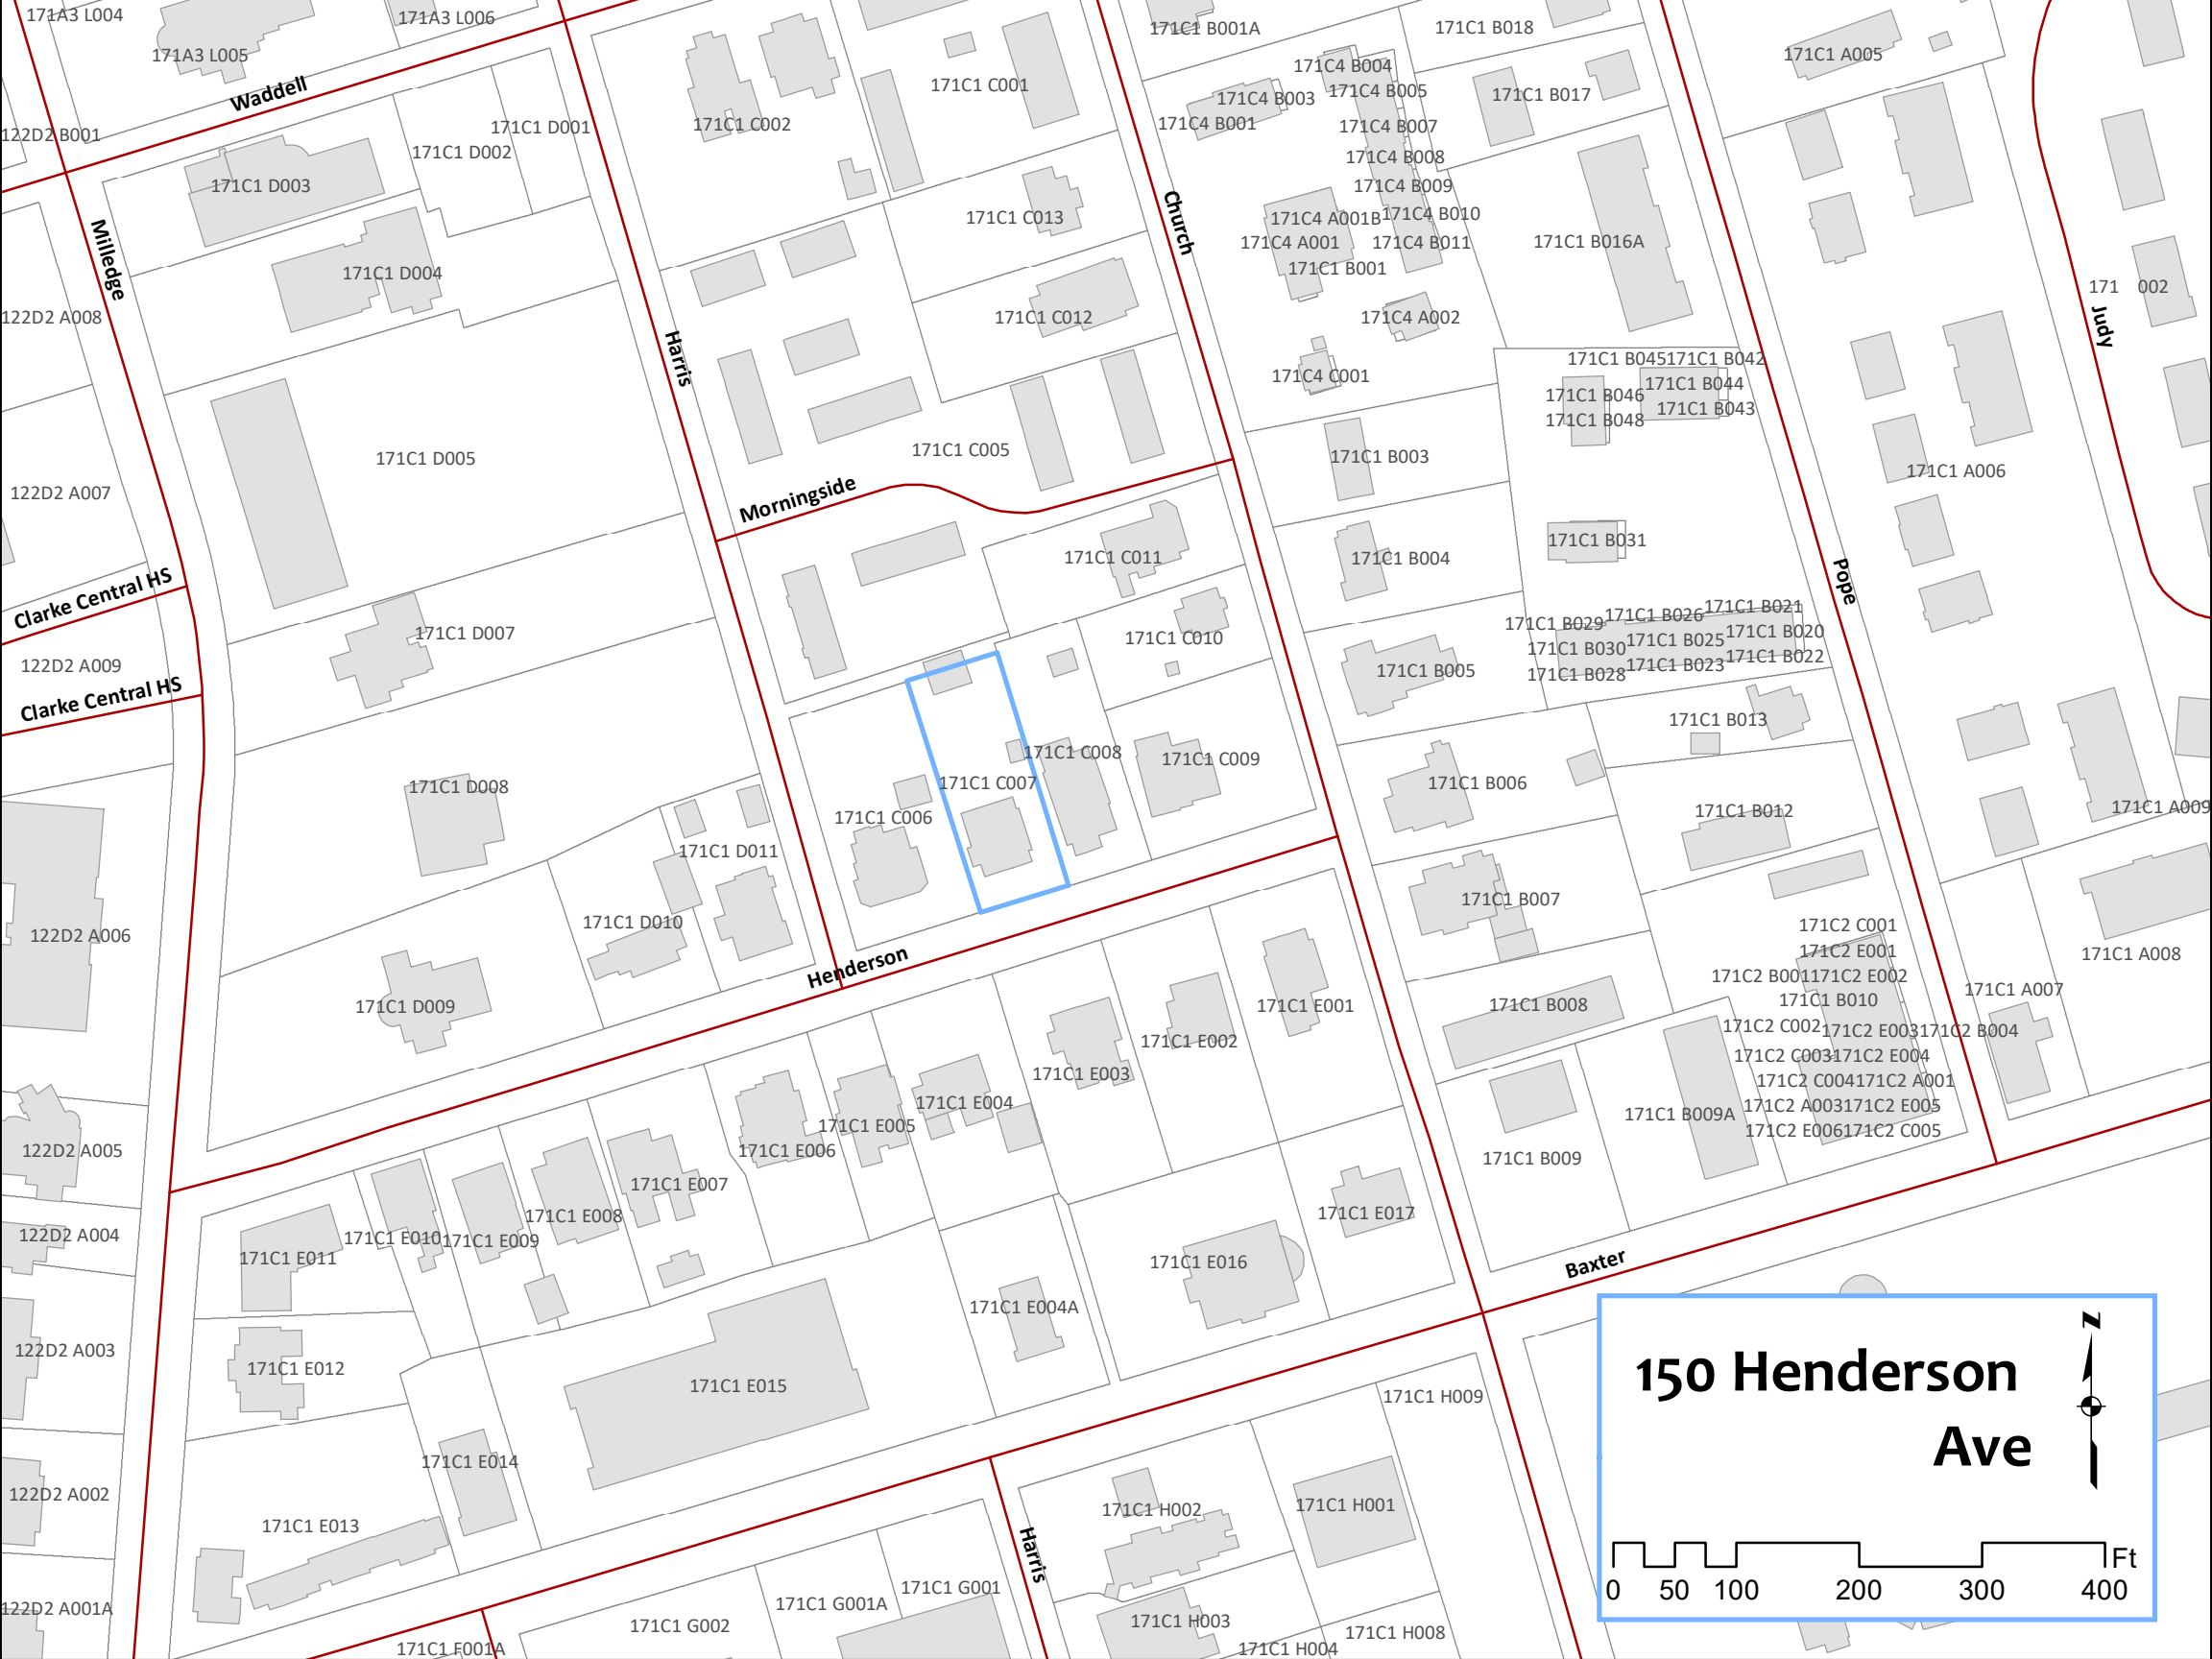 171A3 L004
171A3 L006
171A3 L005
Waddell
122D2 B001
171C1 D001
171C1 D002
171C1 D003
171C1 D004
Milledge
122D2 A008
171C1 C002
171C1 C001
171C1 C013
171C1 C012
Harris
Church
171C1 B001A
171C1 B018
171C4 B004
171C4 B005
171C4 B003
171C4 B001
171C4 B007
171C4 B008
171C4 B009
171C4 B010
171C4 B011
171C4 A001B
171C4 A001
171C1 B001
171C4 A002
171C4 C001
171C1 B017
171C1 B016A
171C1 A005
171 002
Judy
171C1 B045
171C1 B042
171C1 B044
171C1 B046
171C1 B043
171C1 B048
171C1 A006
171C1 D005
122D2 A007
171C1 C005
Morningside
171C1 B003
171C1 B004
171C1 B031
Pope
Clarke Central HS
122D2 A009
Clarke Central HS
171C1 D007
171C1 C011
171C1 C010
171C1 B005
171C1 B029
171C1 B026
171C1 B021
171C1 B030
171C1 B025
171C1 B020
171C1 B028
171C1 B023
171C1 B022
171C1 B013
171C1 C008
171C1 C009
171C1 C007
171C1 C006
171C1 B006
171C1 B012
171C1 A009
171C1 D008
171C1 D011
171C1 D010
171C1 D009
122D2 A006
Henderson
171C1 B007
171C1 B008
171C1 A008
171C1 A007
171C2 C001
171C2 E001
171C2 B001
171C2 E002
171C1 B010
171C2 C002
171C2 E003
171C2 B004
171C2 C003
171C2 E004
171C2 C004
171C2 A001
171C2 A003
171C2 E005
171C2 E006
171C2 C005
171C1 B009A
171C1 B009
171C1 E001
171C1 E002
171C1 E003
171C1 E004
171C1 E005
171C1 E006
171C1 E007
171C1 E008
171C1 E009
171C1 E010
171C1 E011
122D2 A005
122D2 A004
122D2 A003
171C1 E012
171C1 E017
171C1 E016
171C1 E004A
Baxter
171C1 E015
171C1 E014
171C1 E013
122D2 A002
122D2 A001A
171C1 H009
171C1 H002
171C1 H001
Harris
171C1 G001
171C1 G001A
171C1 G002
171C1 H003
171C1 H008
171C1 H004
171C1 F001A
150 Henderson
Ave
N
Ft
0 50 100 200 300 400